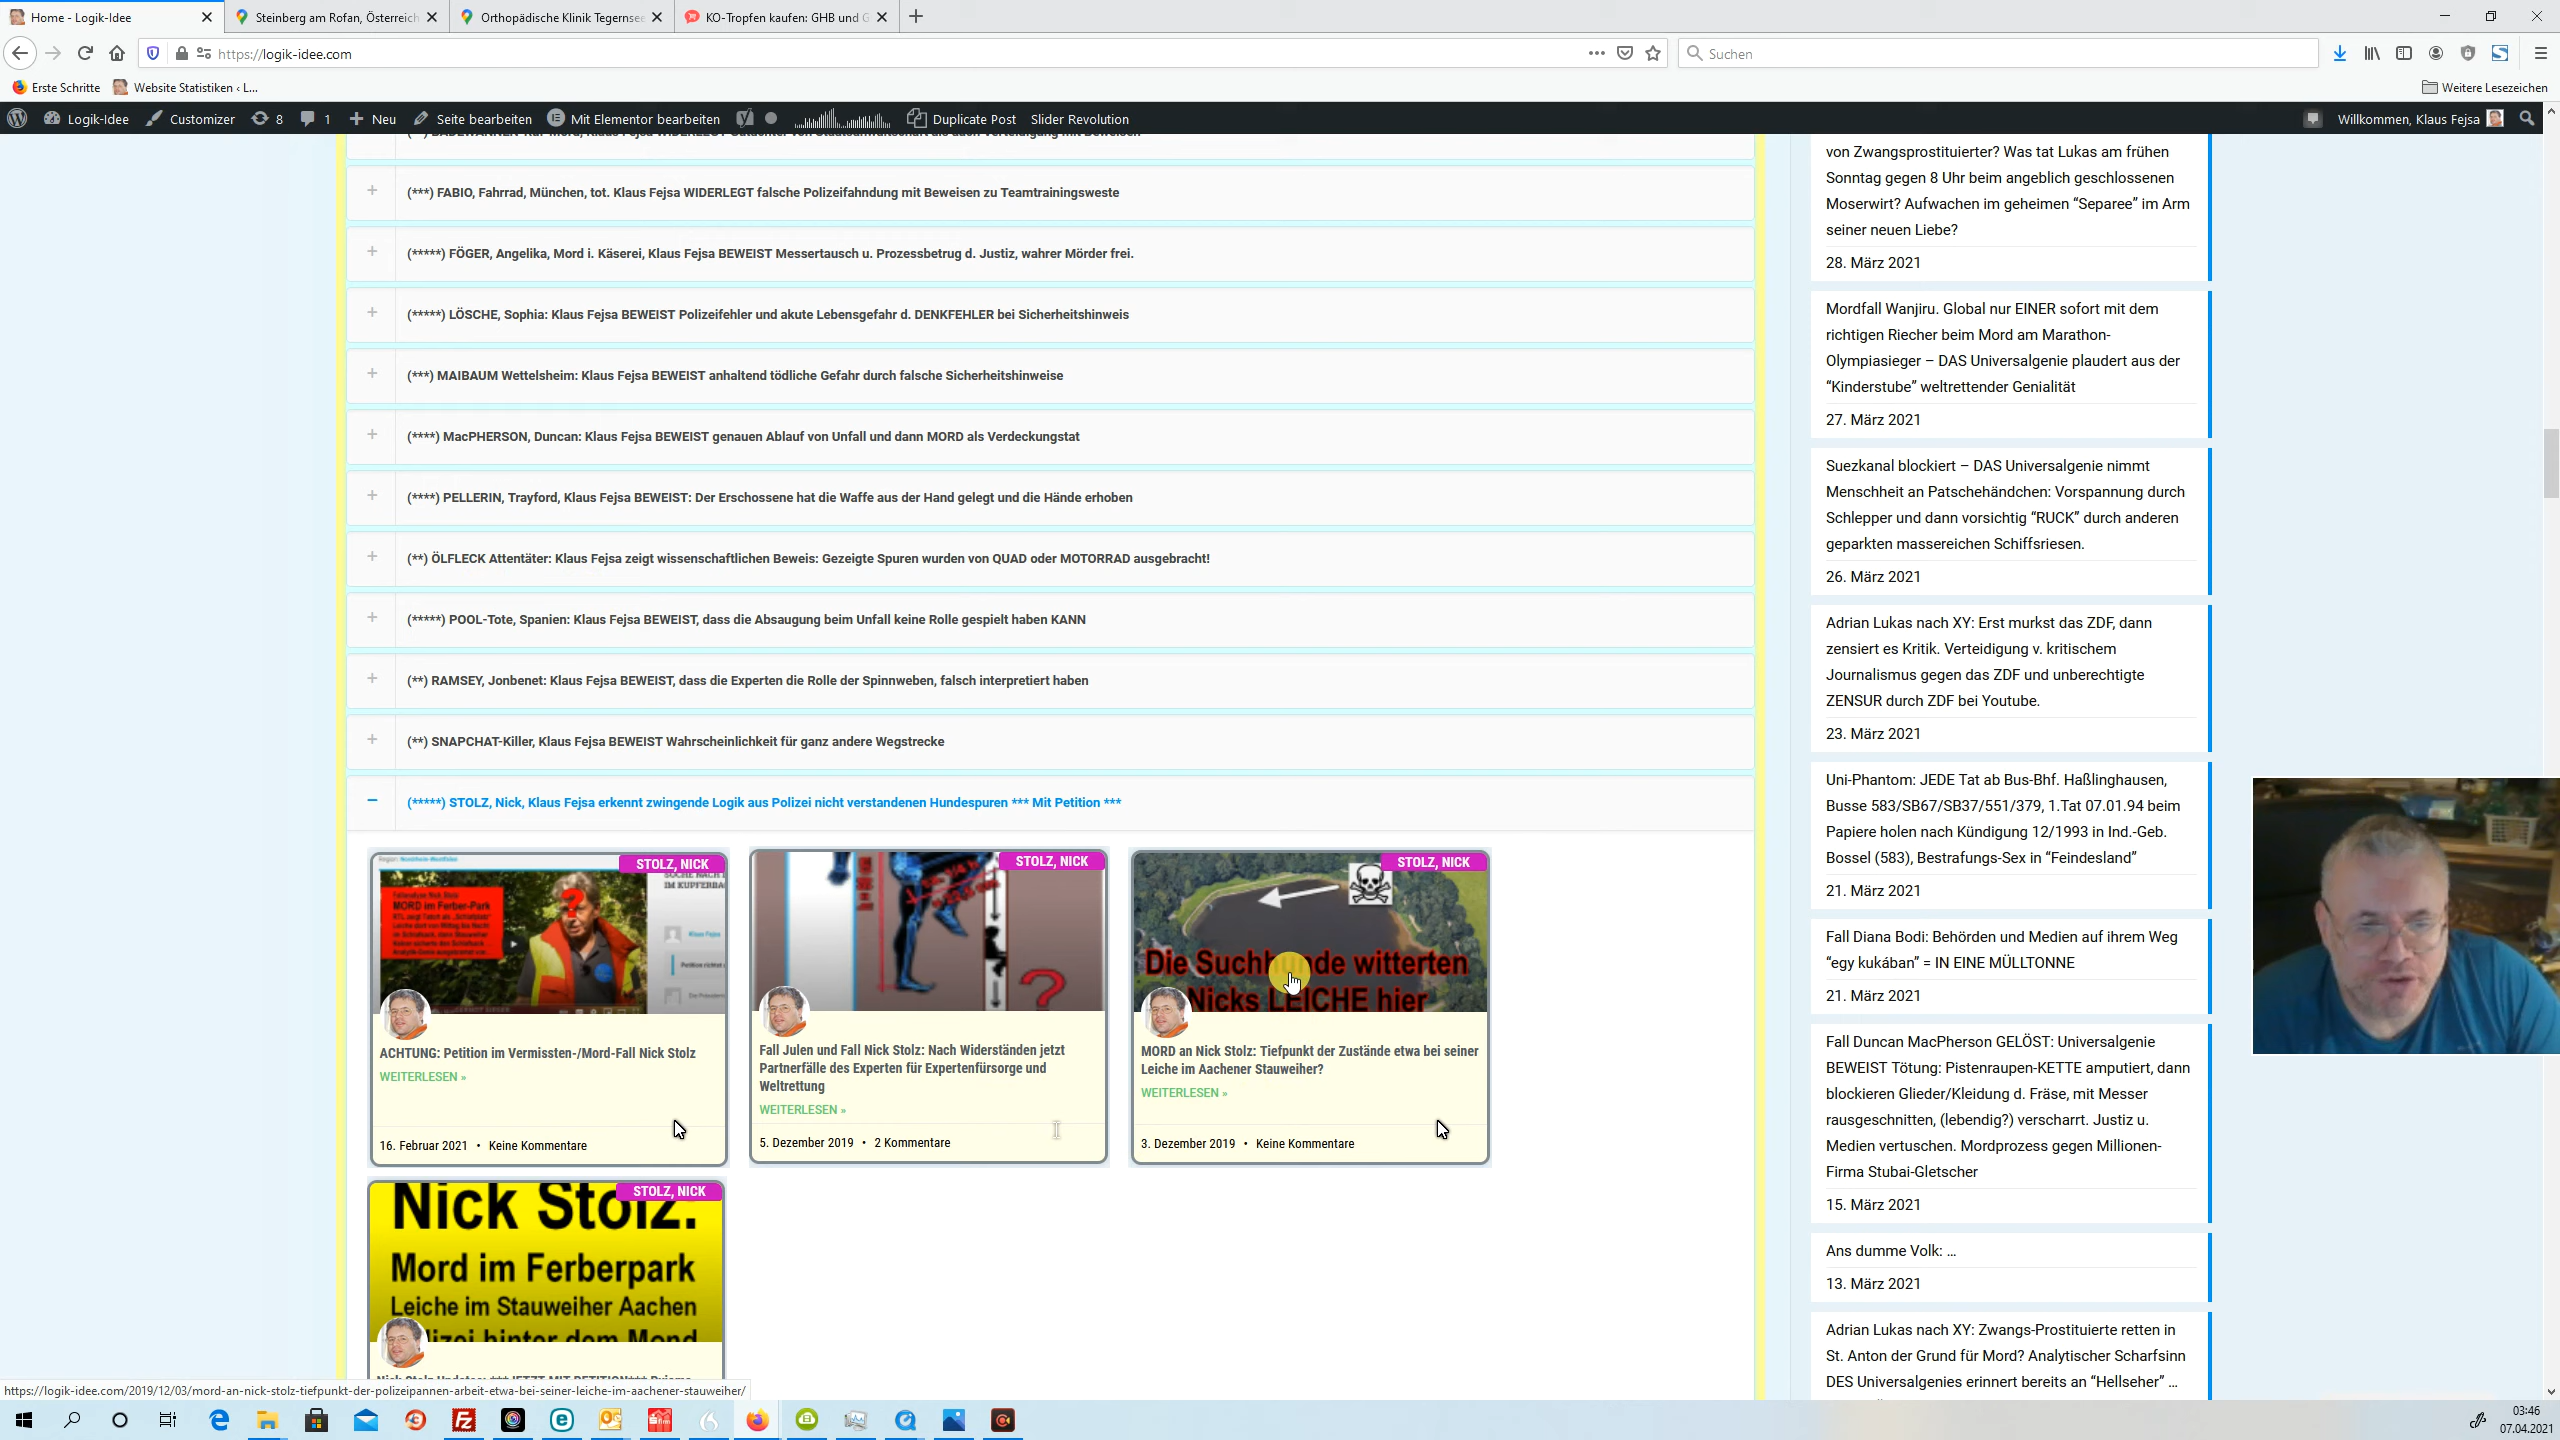 Home - Logik-Idee
Steinberg am Rofan, Österreich
Orthopädische Klinik Tegernsee
KO-Tropfen kaufen: GHB und G
https://logik-idee.com
Suchen
Erste Schritte
Website Statistiken ‹ L...
Weitere Lesezeichen
Logik-Idee
Customizer
8
1
Neu
Seite bearbeiten
Mit Elementor bearbeiten
Duplicate Post
Slider Revolution
Willkommen, Klaus Fejsa
(***) FABIO, Fahrrad, München, tot. Klaus Fejsa WIDERLEGT falsche Polizeifahndung mit Beweisen zu Teamtrainingsweste
(*****) FÖGER, Angelika, Mord i. Käserei, Klaus Fejsa BEWEIST Messertausch u. Prozessbetrug d. Justiz, wahrer Mörder frei.
(*****) LÖSCHE, Sophia: Klaus Fejsa BEWEIST Polizeifehler und akute Lebensgefahr d. DENKFEHLER bei Sicherheitshinweis
(***) MAIBAUM Wettelsheim: Klaus Fejsa BEWEIST anhaltend tödliche Gefahr durch falsche Sicherheitshinweise
(****) MacPHERSON, Duncan: Klaus Fejsa BEWEIST genauen Ablauf von Unfall und dann MORD als Verdeckungstat
(****) PELLERIN, Trayford, Klaus Fejsa BEWEIST: Der Erschossene hat die Waffe aus der Hand gelegt und die Hände erhoben
(**) ÖLFLECK Attentäter: Klaus Fejsa zeigt wissenschaftlichen Beweis: Gezeigte Spuren wurden von QUAD oder MOTORRAD ausgebracht!
(*****) POOL-Tote, Spanien: Klaus Fejsa BEWEIST, dass die Absaugung beim Unfall keine Rolle gespielt haben KANN
(**) RAMSEY, Jonbenet: Klaus Fejsa BEWEIST, dass die Experten die Rolle der Spinnweben, falsch interpretiert haben
(**) SNAPCHAT-Killer, Klaus Fejsa BEWEIST Wahrscheinlichkeit für ganz andere Wegstrecke
(*****) STOLZ, Nick, Klaus Fejsa erkennt zwingende Logik aus Polizei nicht verstandenen Hundespuren *** Mit Petition ***
STOLZ, NICK
MORD im Ferber-Park
?
ACHTUNG: Petition im Vermissten-/Mord-Fall Nick Stolz
WEITERLESEN »
16. Februar 2021 • Keine Kommentare
STOLZ, NICK
?
Fall Julen und Fall Nick Stolz: Nach Widerständen jetzt
Partnerfälle des Experten für Expertenfürsorge und
Weltrettung
WEITERLESEN »
5. Dezember 2019 • 2 Kommentare
STOLZ, NICK
Die Suchhunde witterten
Nicks LEICHE hier
MORD an Nick Stolz: Tiefpunkt der Zustände etwa bei seiner
Leiche im Aachener Stauweiher?
WEITERLESEN »
3. Dezember 2019 • Keine Kommentare
STOLZ, NICK
Nick Stolz.
Mord im Ferberpark
Leiche im Stauweiher Aachen
hinter dem Mond
von Zwangsprostituierter? Was tat Lukas am frühen
Sonntag gegen 8 Uhr beim angeblich geschlossenen
Moserwirt? Aufwachen im geheimen “Separee” im Arm
seiner neuen Liebe?
28. März 2021
Mordfall Wanjiru. Global nur EINER sofort mit dem
richtigen Riecher beim Mord am Marathon-
Olympiasieger – DAS Universalgenie plaudert aus der
“Kinderstube” weltrettender Genialität
27. März 2021
Suezkanal blockiert – DAS Universalgenie nimmt
Menschheit an Patschehändchen: Vorspannung durch
Schlepper und dann vorsichtig “RUCK” durch anderen
geparkten massereichen Schiffsriesen.
26. März 2021
Adrian Lukas nach XY: Erst murkst das ZDF, dann
zensiert es Kritik. Verteidigung v. kritischem
Journalismus gegen das ZDF und unberechtigte
ZENSUR durch ZDF bei Youtube.
23. März 2021
Uni-Phantom: JEDE Tat ab Bus-Bhf. Haßlinghausen,
Busse 583/SB67/SB37/551/379, 1.Tat 07.01.94 beim
Papiere holen nach Kündigung 12/1993 in Ind.-Geb.
Bossel (583), Bestrafungs-Sex in “Feindesland”
21. März 2021
Fall Diana Bodi: Behörden und Medien auf ihrem Weg
“egy kukában” = IN EINE MÜLLTONNE
21. März 2021
Fall Duncan MacPherson GELÖST: Universalgenie
BEWEIST Tötung: Pistenraupen-KETTE amputiert, dann
blockieren Glieder/Kleidung d. Fräse, mit Messer
rausgeschnitten, (lebendig?) verscharrt. Justiz u.
Medien vertuschen. Mordprozess gegen Millionen-
Firma Stubai-Gletscher
15. März 2021
Ans dumme Volk: ...
13. März 2021
Adrian Lukas nach XY: Zwangs-Prostituierte retten in
St. Anton der Grund für Mord? Analytischer Scharfsinn
DES Universalgenies erinnert bereits an “Hellseher” ...
https://logik-idee.com/2019/12/03/mord-an-nick-stolz-tiefpunkt-der-polizeipannen-arbeit-etwa-bei-seiner-leiche-im-aachener-stauweiher/
03:46
07.04.2021